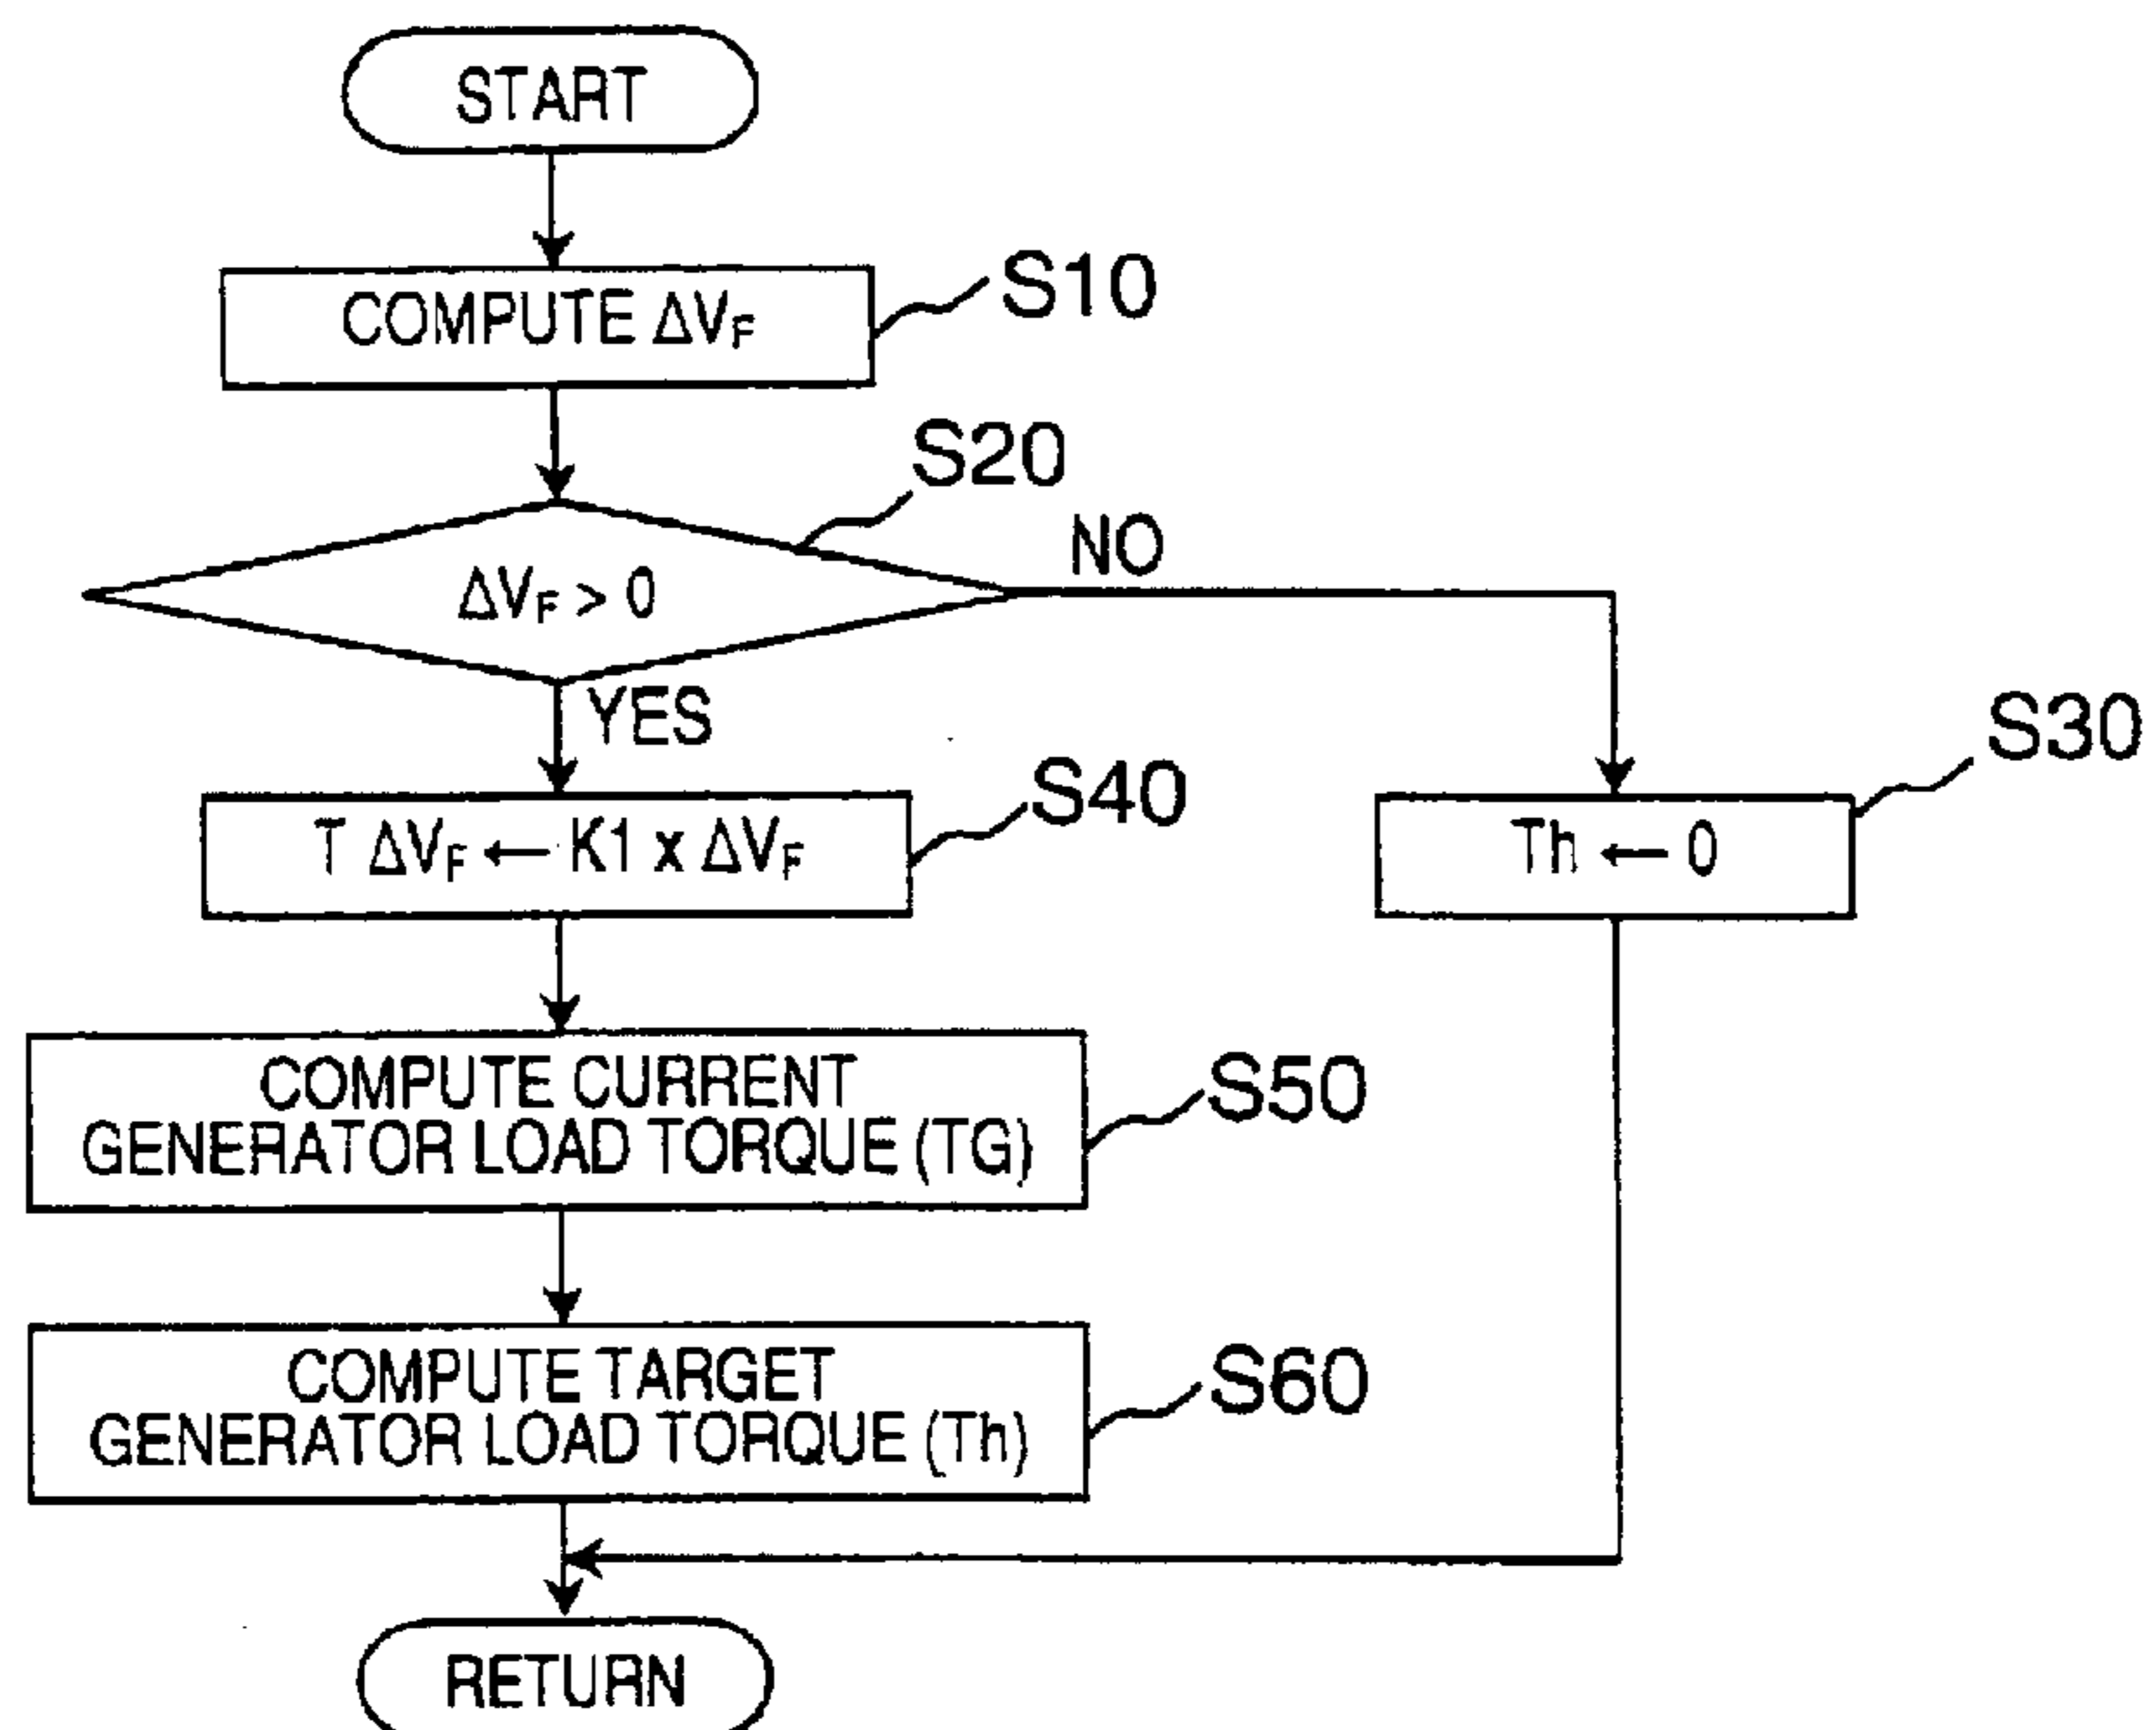 START
COMPUTE ΔVF
S10
S20
ΔVF > 0
NO
YES
S40
T ΔVF ← K1 x ΔVF
S30
Th ← 0
COMPUTE CURRENT
GENERATOR LOAD TORQUE (TG)
S50
COMPUTE TARGET
GENERATOR LOAD TORQUE (Th)
S60
RETURN